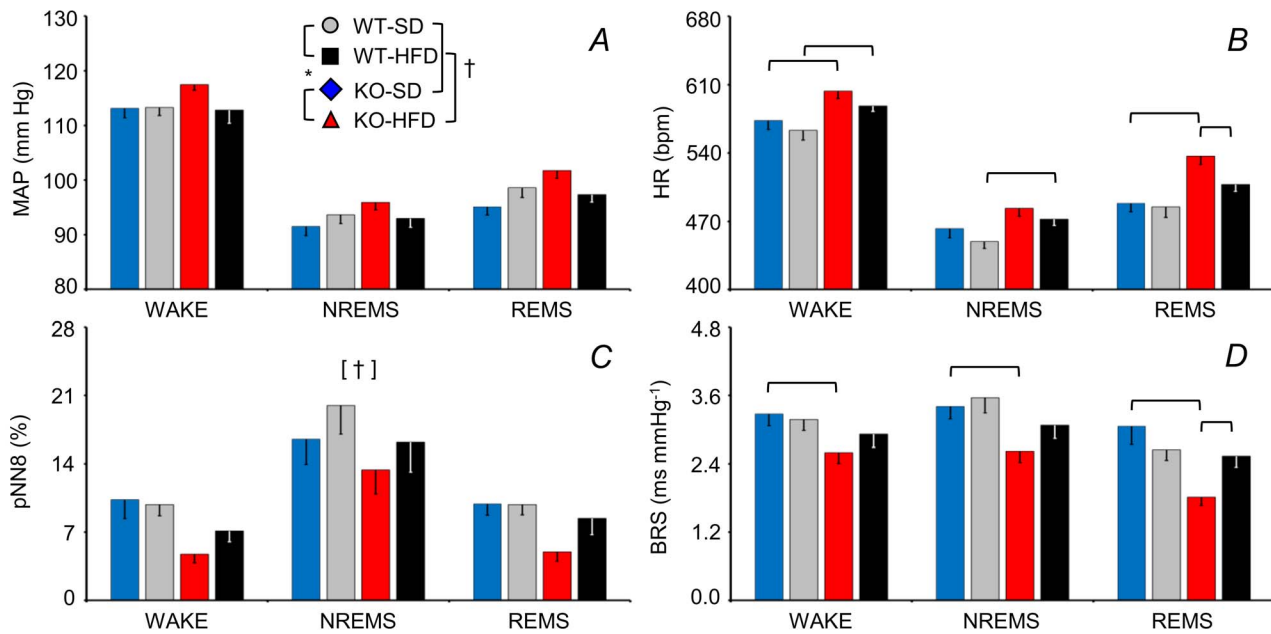 130
120
110
100
90
80
MAP (mm Hg)
WAKE
NREMS
REMS
A
WT-SD
WT-HFD
*
KO-SD
KO-HFD
†
680
610
540
470
400
HR (bpm)
WAKE
NREMS
REMS
B
28
21
14
7
0
pNN8 (%)
WAKE
NREMS
REMS
[ † ]
C
4.8
3.6
2.4
1.2
0.0
BRS (ms mmHg⁻¹)
WAKE
NREMS
REMS
D